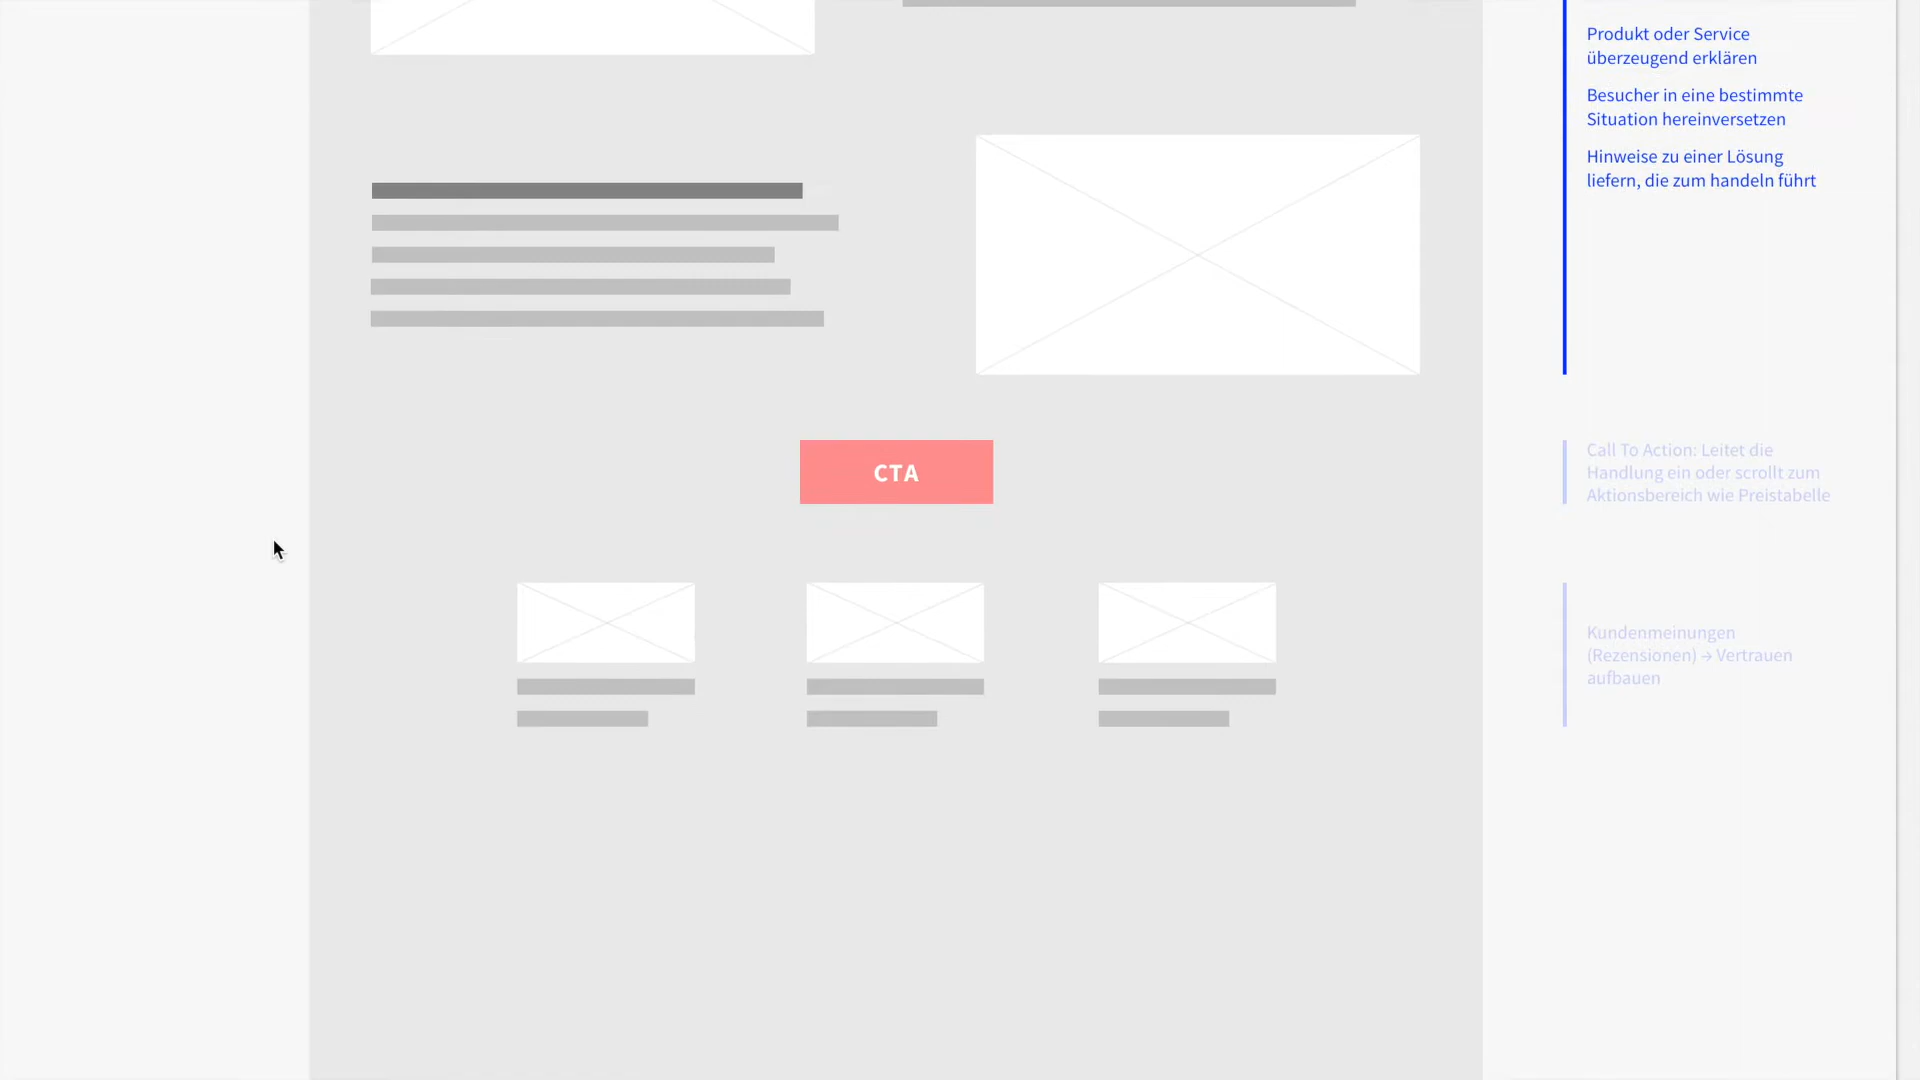 Produkt oder Service
überzeugend erklären
Besucher in eine bestimmte
Situation hereinversetzen
Hinweise zu einer Lösung
liefern, die zum handeln führt
CTA
Call To Action: Leitet die
Handlung ein oder scrollt zum
Aktionsbereich wie Preistabelle
Kundenmeinungen
(Rezensionen) → Vertrauen
aufbauen